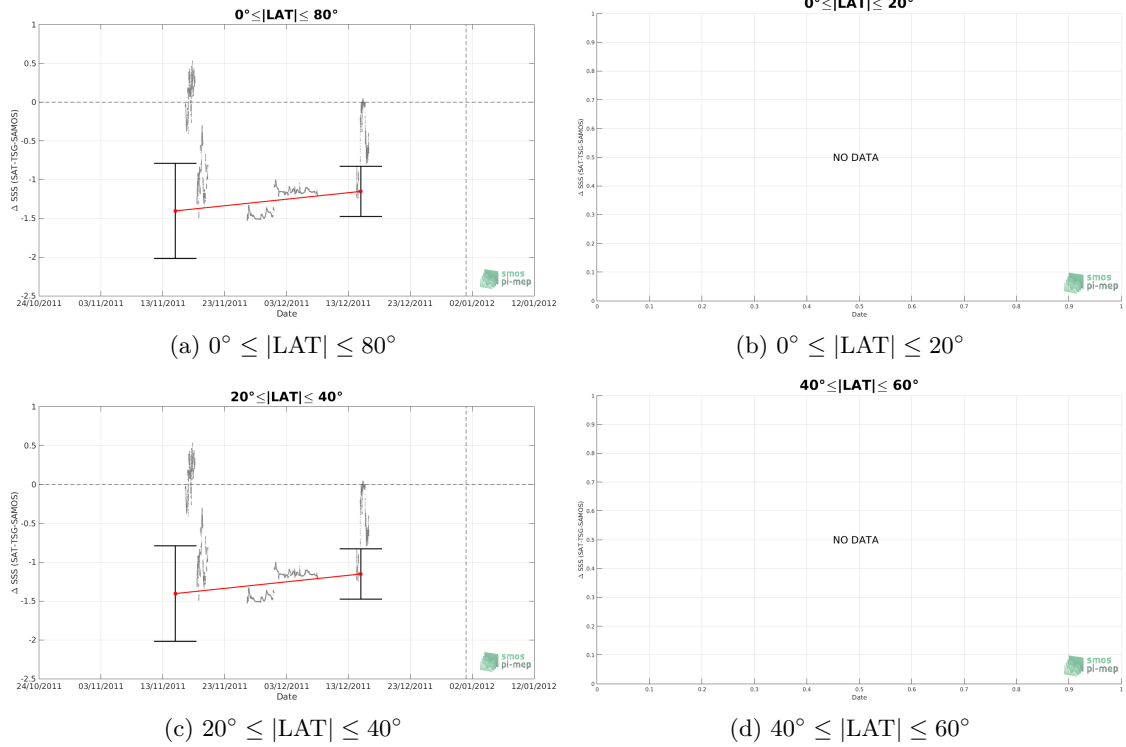 0°≤|LAT|≤ 80°
1
0.5
0
-0.5
-1
-1.5
-2
-2.5
Δ SSS (SAT-TSG-SAMOS)
24/10/2011 03/11/2011 13/11/2011 23/11/2011 03/12/2011 13/12/2011 23/12/2011 02/01/2012 12/01/2012
Date
smos
pi-mep
(a) 0° ≤ |LAT| ≤ 80°
0°≤|LAT|≤ 20°
1
0.9
0.8
0.7
0.6
0.5
0.4
0.3
0.2
0.1
0
Δ SSS (SAT-TSG-SAMOS)
NO DATA
0 0.1 0.2 0.3 0.4 0.5 0.6 0.7 0.8 0.9 1
Date
smos
pi-mep
(b) 0° ≤ |LAT| ≤ 20°
20°≤|LAT|≤ 40°
1
0.5
0
-0.5
-1
-1.5
-2
-2.5
Δ SSS (SAT-TSG-SAMOS)
24/10/2011 03/11/2011 13/11/2011 23/11/2011 03/12/2011 13/12/2011 23/12/2011 02/01/2012 12/01/2012
Date
smos
pi-mep
(c) 20° ≤ |LAT| ≤ 40°
40°≤|LAT|≤ 60°
1
0.9
0.8
0.7
0.6
0.5
0.4
0.3
0.2
0.1
0
Δ SSS (SAT-TSG-SAMOS)
NO DATA
0 0.1 0.2 0.3 0.4 0.5 0.6 0.7 0.8 0.9 1
Date
smos
pi-mep
(d) 40° ≤ |LAT| ≤ 60°